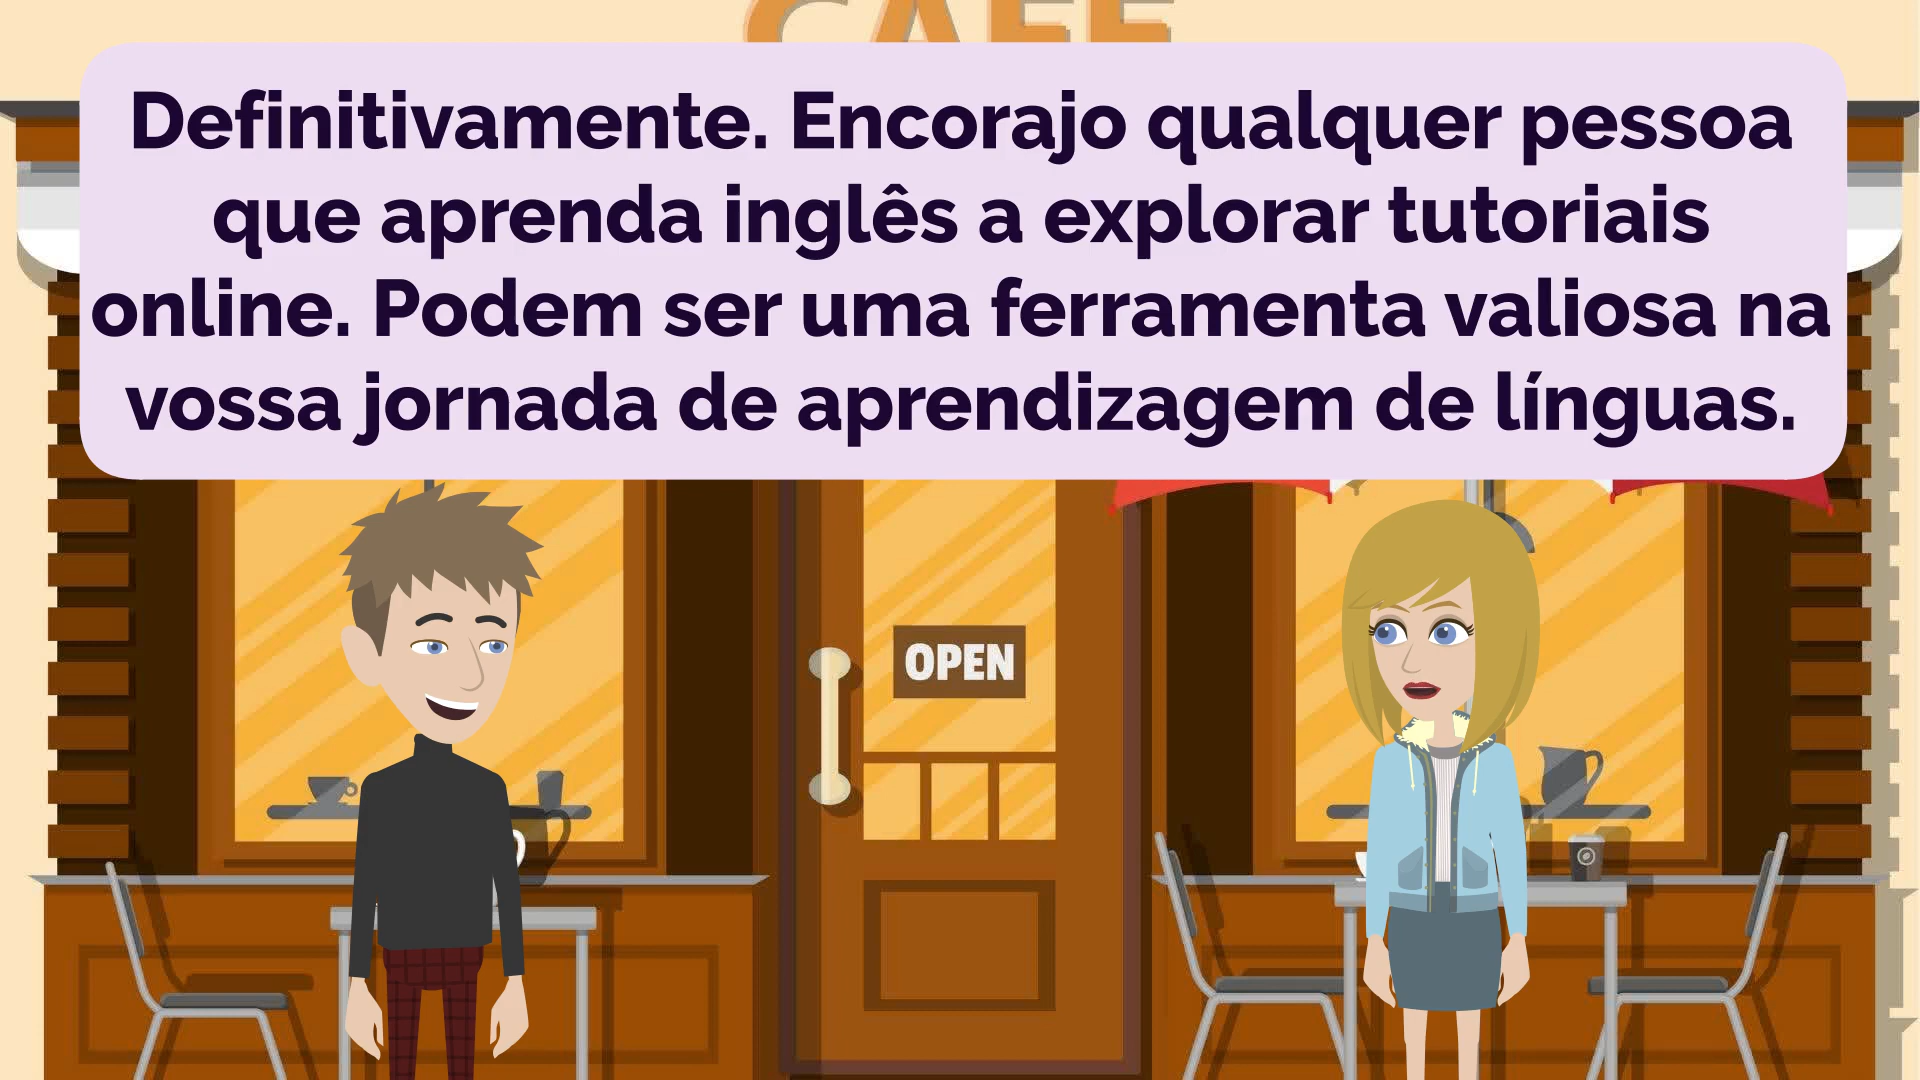 CAFE
Definitivamente. Encorajo qualquer pessoa
que aprenda inglês a explorar tutoriais
online. Podem ser uma ferramenta valiosa na
vossa jornada de aprendizagem de línguas.
OPEN